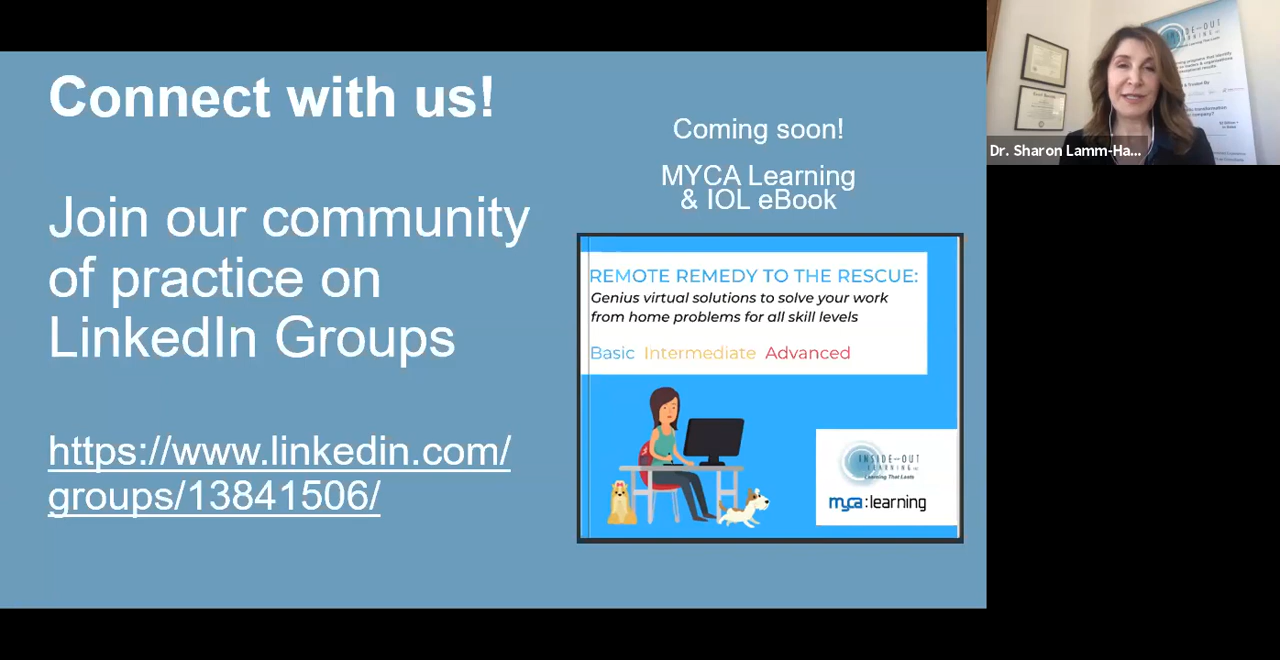 Connect with us!
Join our community
of practice on
LinkedIn Groups
https://www.linkedin.com/
groups/13841506/
Coming soon!
MYCA Learning
& IOL eBook
REMOTE REMEDY TO THE RESCUE:
Genius virtual solutions to solve your work
from home problems for all skill levels
Basic Intermediate Advanced
INSIDE-OUT
LEARNING
Learning That Lasts
myca:learning
Dr. Sharon Lamm-Ha...